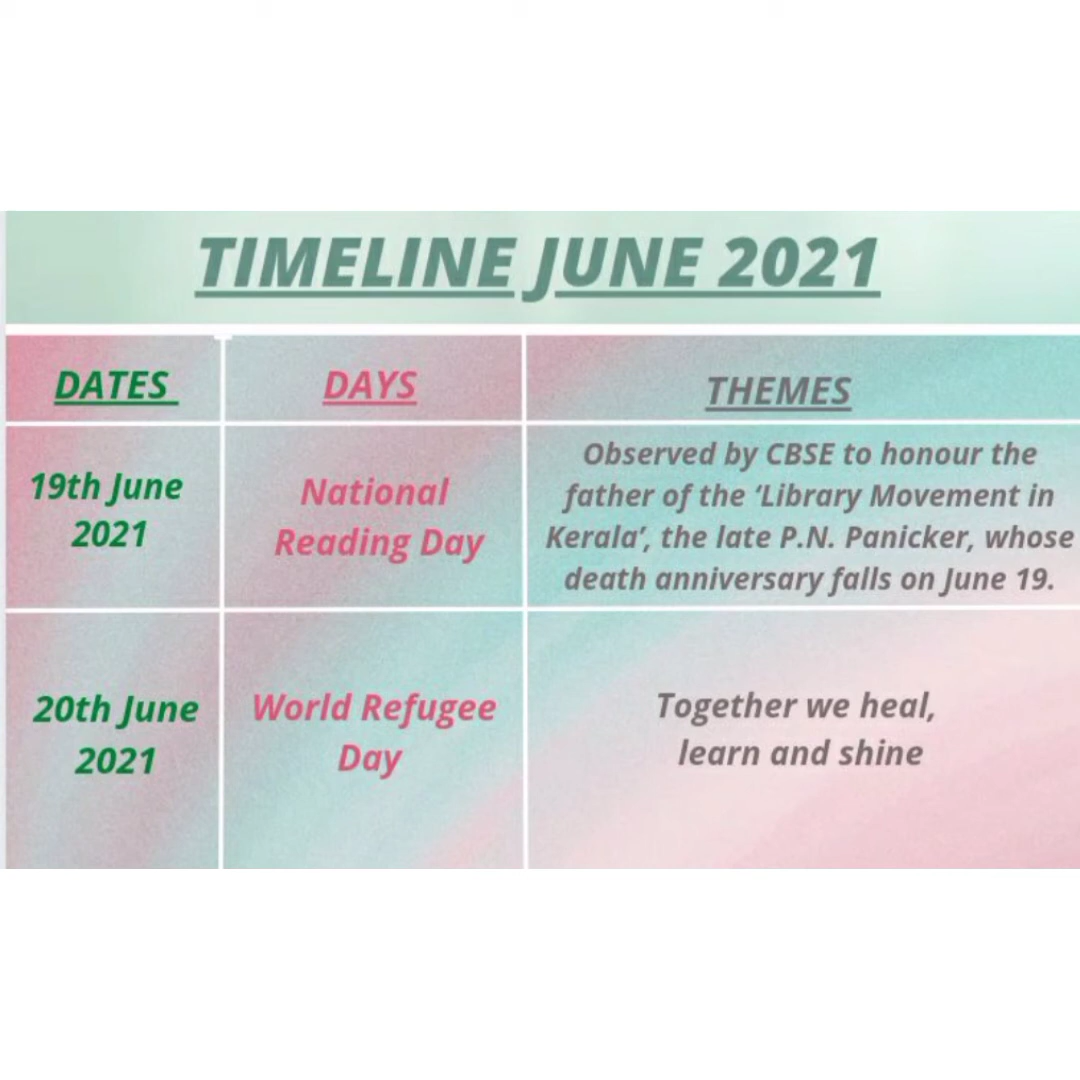 TIMELINE JUNE 2021
DATES
DAYS
THEMES
19th June
2021
National
Reading Day
Observed by CBSE to honour the
father of the ‘Library Movement in
Kerala’, the late P.N. Panicker, whose
death anniversary falls on June 19.
20th June
2021
World Refugee
Day
Together we heal,
learn and shine